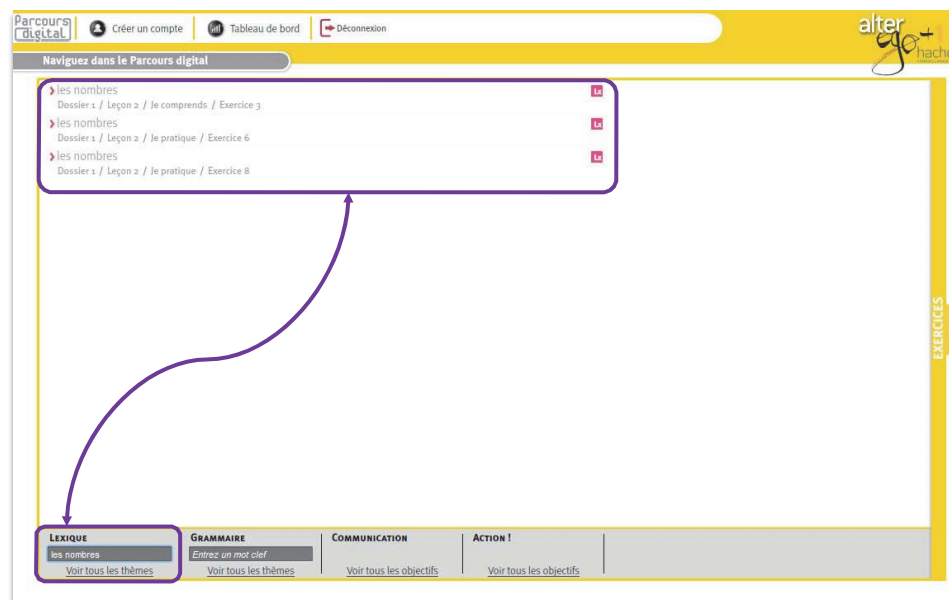 Parcours digital
Créer un compte
Tableau de bord
Déconnexion
alter ego +1
hache
Naviguez dans le Parcours digital
les nombres
Lx
Dossier 1 / Leçon 2 / Je comprends / Exercice 3
les nombres
Lx
Dossier 1 / Leçon 2 / Je pratique / Exercice 6
les nombres
Lx
Dossier 1 / Leçon 2 / Je pratique / Exercice 8
EXERCICES
LEXIQUE
les nombres
Voir tous les thèmes
GRAMMAIRE
Entrez un mot clef
Voir tous les thèmes
COMMUNICATION
Voir tous les objectifs
ACTION !
Voir tous les objectifs